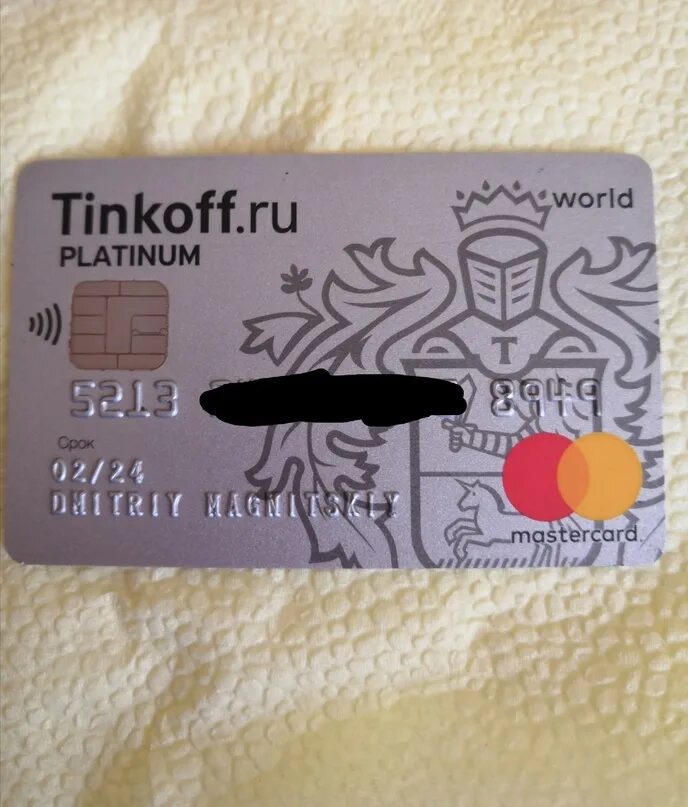 Tinkoff.ru
world
PLATINUM
T
5213 8949
Срок
02/24
DMITRIY MAGNITSKIY
mastercard